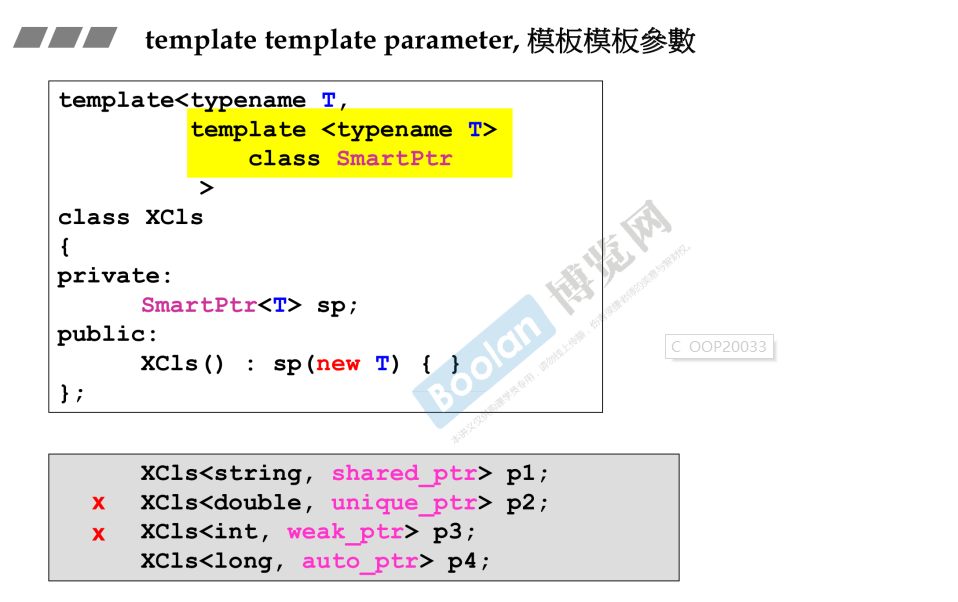 template template parameter, 模板模板參數
template<typename T,
template <typename T>
class SmartPtr
>
class XCls
{
private:
SmartPtr<T> sp;
public:
XCls() : sp(new T) { }
};
Boolan 博览网
C OOP20033
XCls<string, shared_ptr> p1;
x XCls<double, unique_ptr> p2;
x XCls<int, weak_ptr> p3;
XCls<long, auto_ptr> p4;